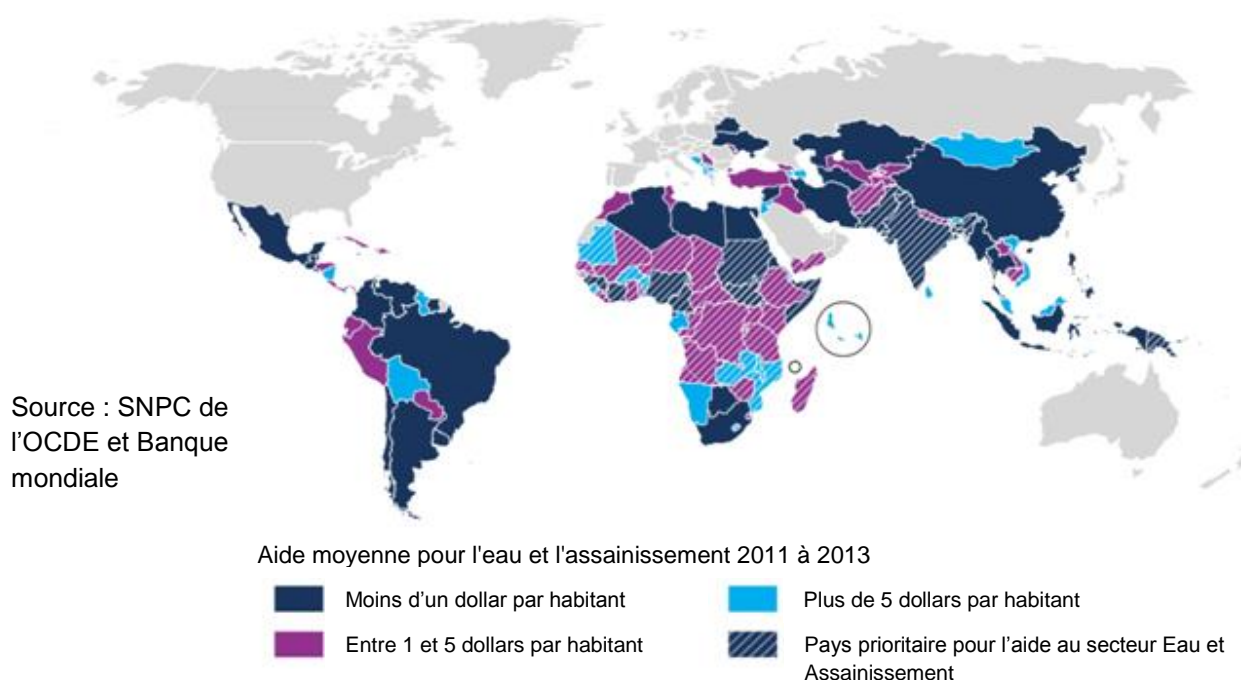 Source : SNPC de
l’OCDE et Banque
mondiale
Aide moyenne pour l'eau et l'assainissement 2011 à 2013
Moins d’un dollar par habitant
Plus de 5 dollars par habitant
Entre 1 et 5 dollars par habitant
Pays prioritaire pour l’aide au secteur Eau et
Assainissement